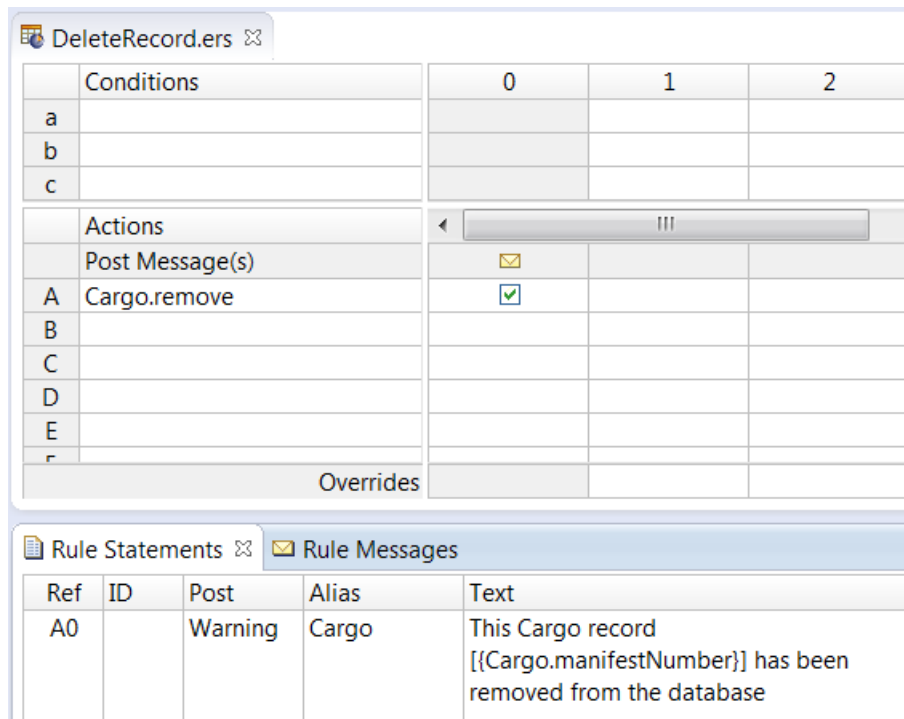 DeleteRecord.ers
Conditions 0 1 2
a
b
c
Actions
Post Message(s)
A Cargo.remove
B
C
D
E
Overrides
Rule Statements Rule Messages
Ref ID Post Alias Text
A0 Warning Cargo This Cargo record
[{Cargo.manifestNumber}] has been
removed from the database